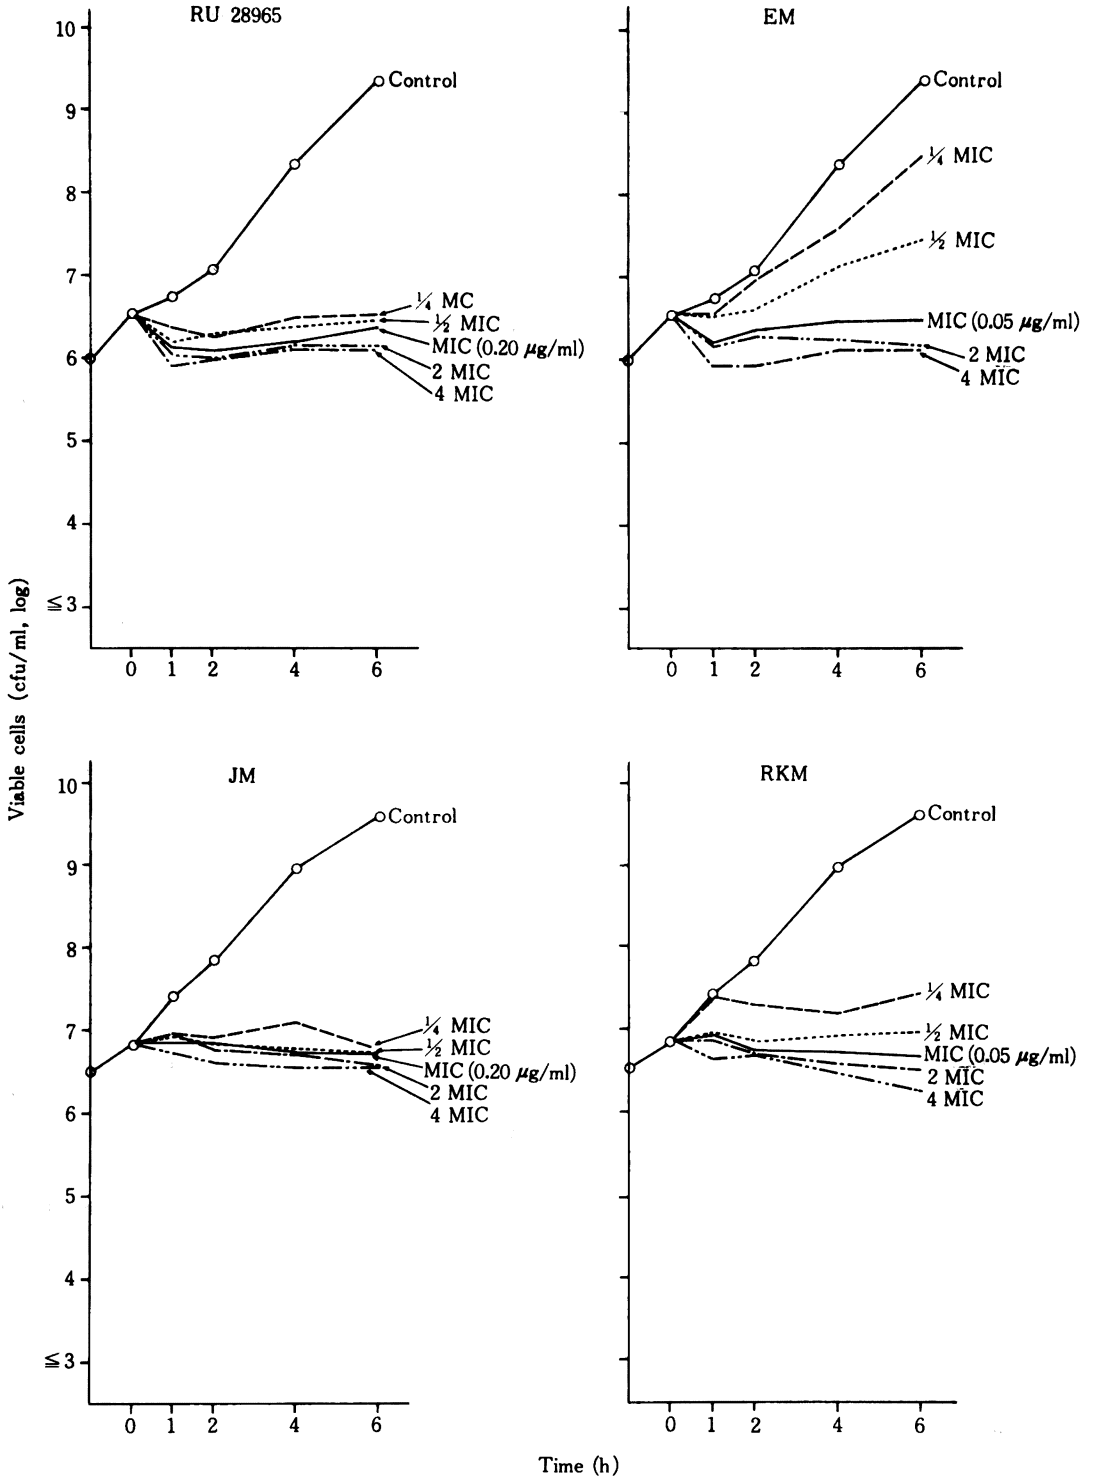 RU 28965
10
9
8
7
6
5
4
≦ 3
Control
¼ MC
½ MIC
MIC (0.20 μg/ml)
2 MIC
4 MIC
0 1 2 4 6
EM
Control
¼ MIC
½ MIC
MIC (0.05 μg/ml)
2 MIC
4 MIC
0 1 2 4 6
Viable cells (cfu/ml, log)
JM
10
9
8
7
6
5
4
≦ 3
Control
¼ MIC
½ MIC
MIC (0.20 μg/ml)
2 MIC
4 MIC
0 1 2 4 6
RKM
Control
¼ MIC
½ MIC
MIC (0.05 μg/ml)
2 MIC
4 MIC
0 1 2 4 6
Time (h)